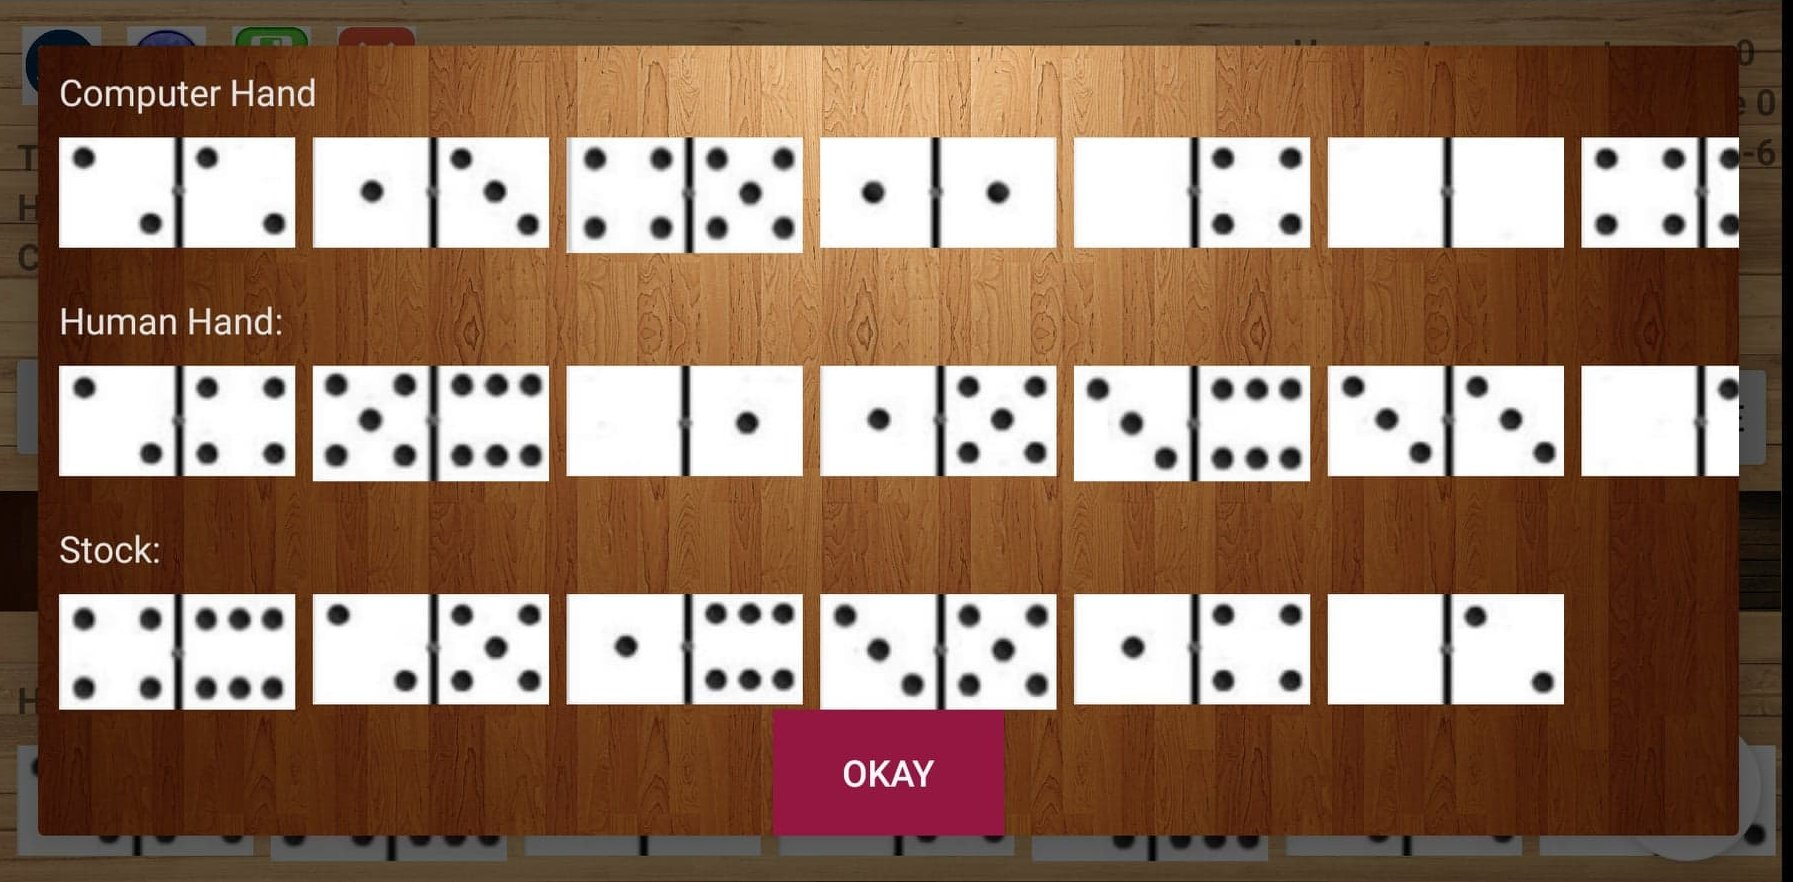 Computer Hand
Human Hand:
Stock:
OKAY